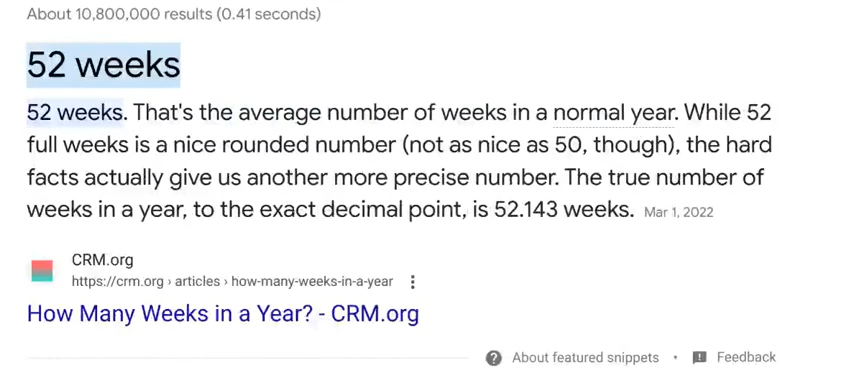 About 10,800,000 results (0.41 seconds)
52 weeks
52 weeks. That's the average number of weeks in a normal year. While 52
full weeks is a nice rounded number (not as nice as 50, though), the hard
facts actually give us another more precise number. The true number of
weeks in a year, to the exact decimal point, is 52.143 weeks. Mar 1, 2022
CRM.org
https://crm.org › articles › how-many-weeks-in-a-year
How Many Weeks in a Year? - CRM.org
About featured snippets • Feedback